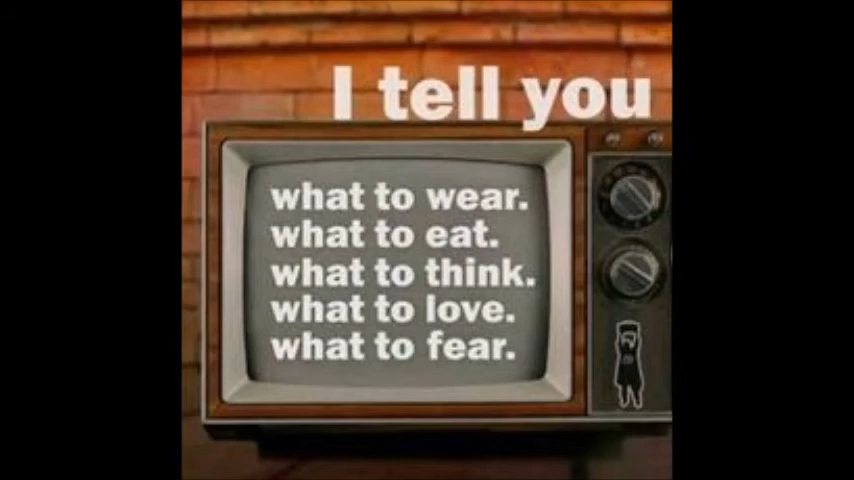 I tell you
what to wear.
what to eat.
what to think.
what to love.
what to fear.